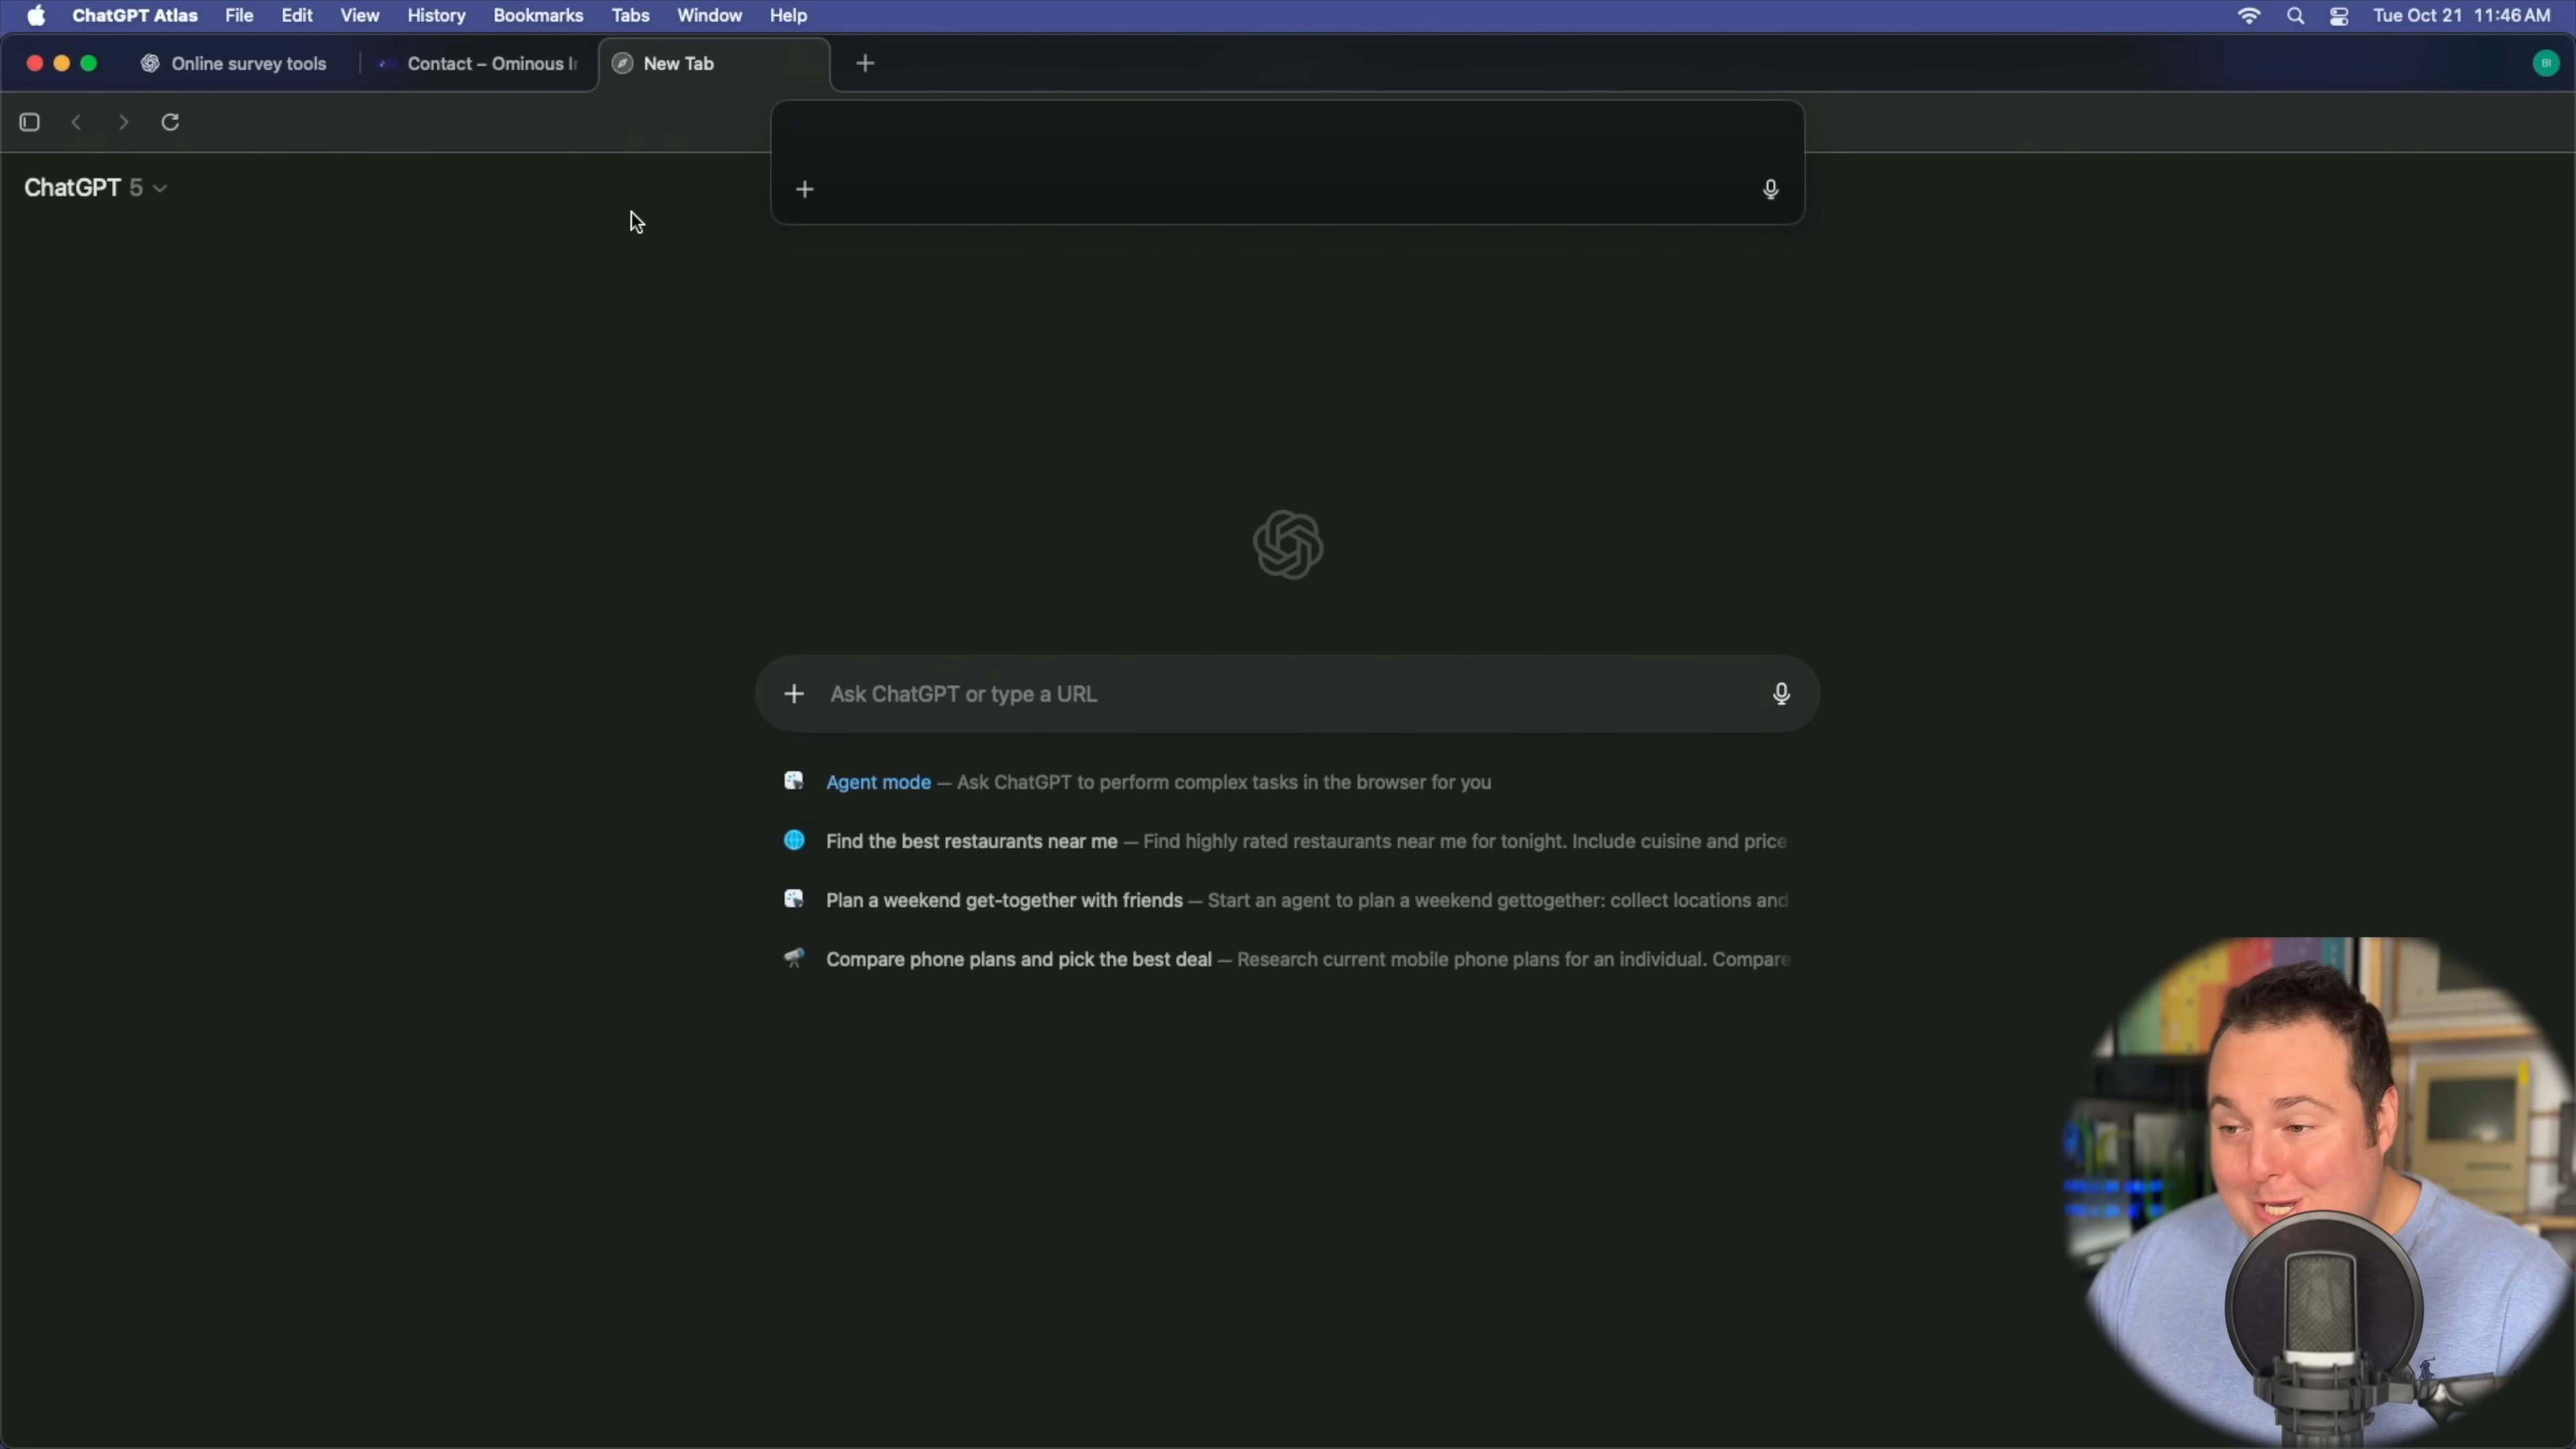 ChatGPT Atlas File Edit View History Bookmarks Tabs Window Help Tue Oct 21 11:46 AM
Online survey tools Contact – Ominous New Tab BI
ChatGPT 5
Ask ChatGPT or type a URL
Agent mode — Ask ChatGPT to perform complex tasks in the browser for you
Find the best restaurants near me — Find highly rated restaurants near me for tonight. Include cuisine and price
Plan a weekend get-together with friends — Start an agent to plan a weekend gettogether: collect locations and
Compare phone plans and pick the best deal — Research current mobile phone plans for an individual. Compare